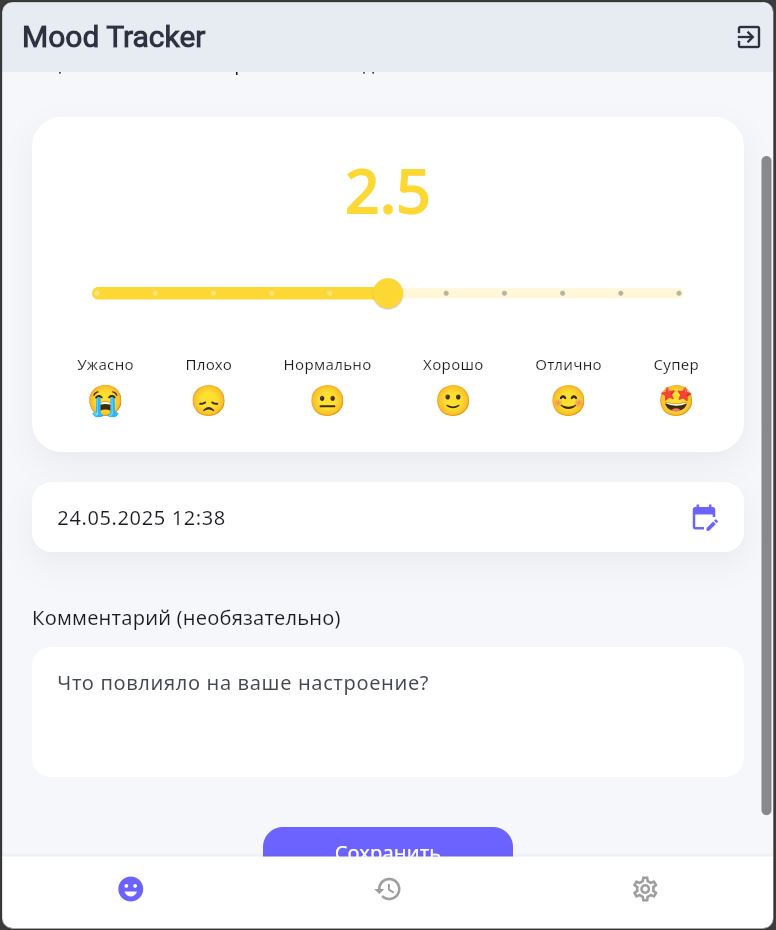 Mood Tracker
2.5
Ужасно Плохо Нормально Хорошо Отлично Супер
24.05.2025 12:38
Комментарий (необязательно)
Что повлияло на ваше настроение?
Сохранить